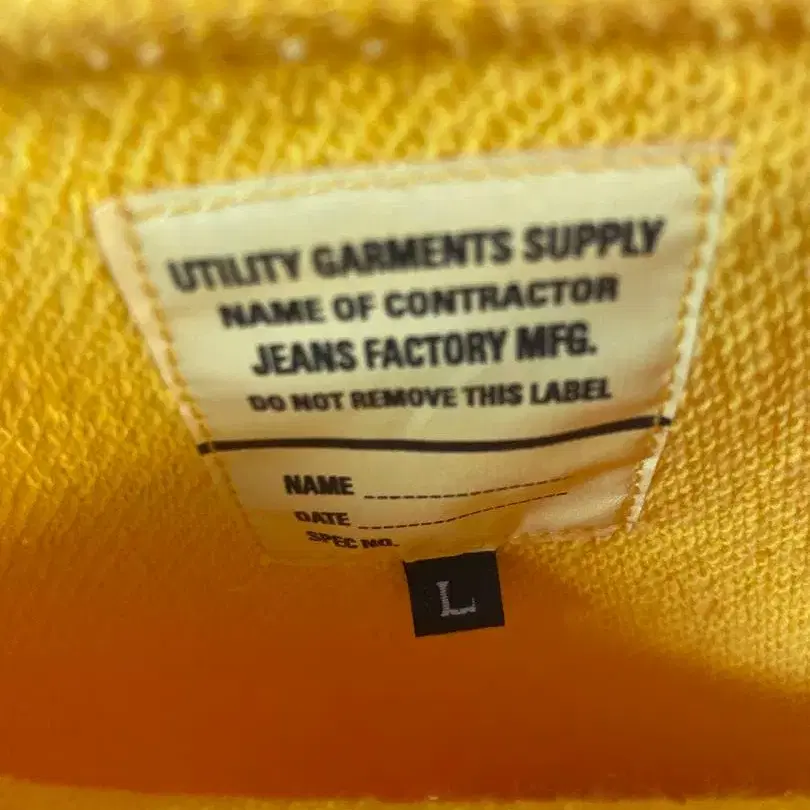 UTILITY GARMENTS SUPPLY
NAME OF CONTRACTOR
JEANS FACTORY MFG.
DO NOT REMOVE THIS LABEL
NAME
DATE
SPEC NO.
L